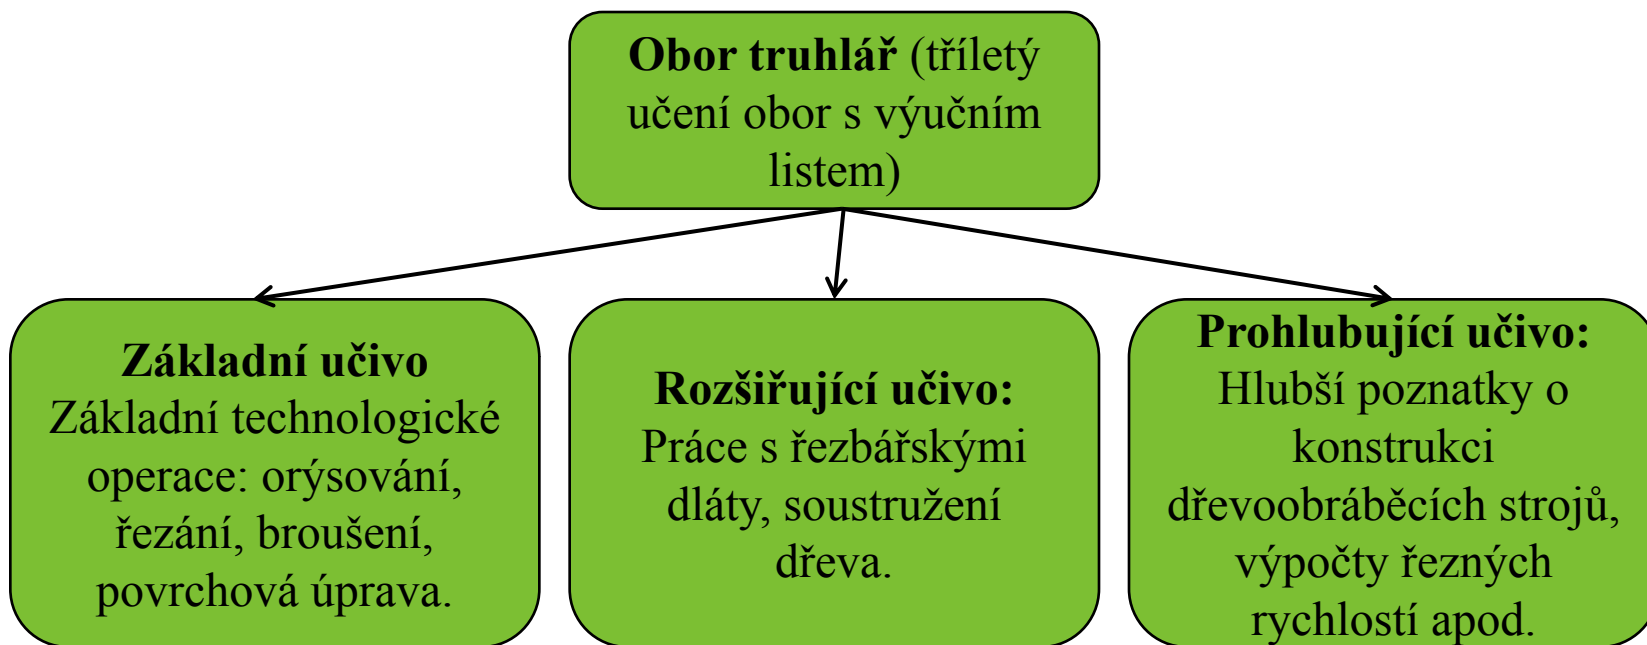 Obor truhlář (tříletý
učení obor s výučním
listem)
Základní učivo
Základní technologické
operace: orýsování,
řezání, broušení,
povrchová úprava.
Rozšiřující učivo:
Práce s řezbářskými
dláty, soustružení
dřeva.
Prohlubující učivo:
Hlubší poznatky o
konstrukci
dřevoobráběcích strojů,
výpočty řezných
rychlostí apod.